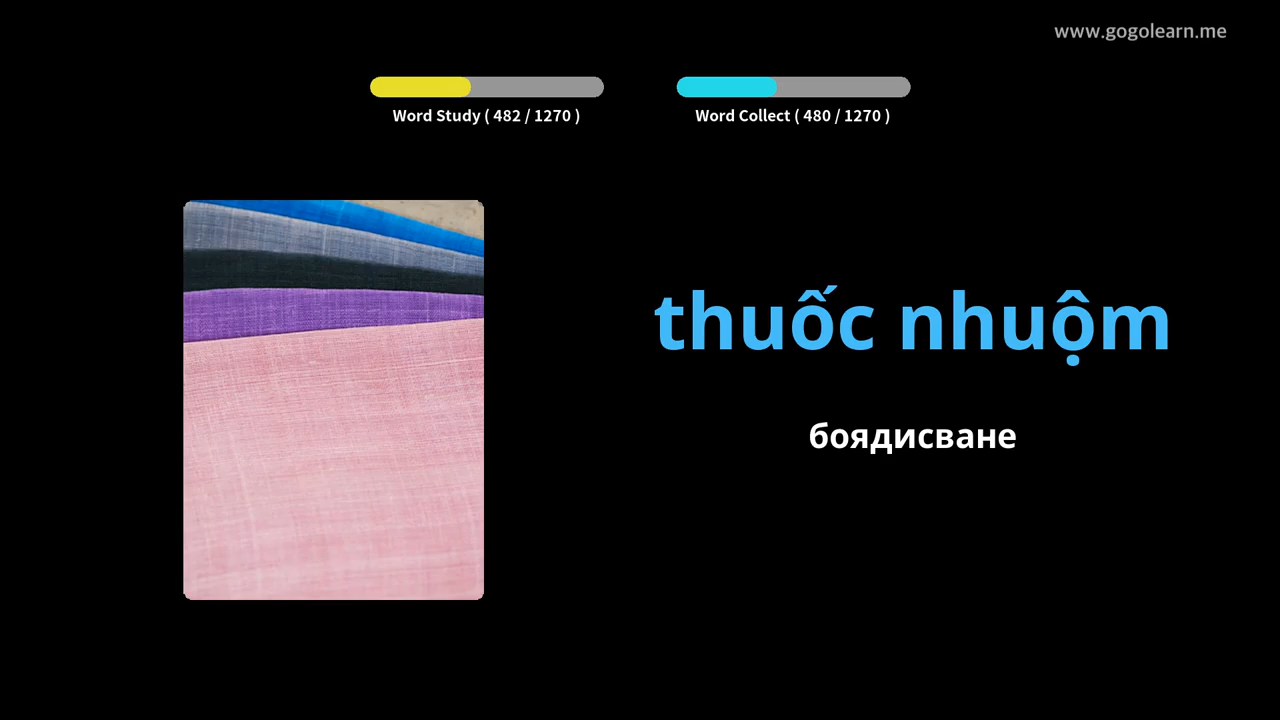 www.gogolearn.me
Word Study ( 482 / 1270 )
Word Collect ( 480 / 1270 )
thuốc nhuộm
боядисване